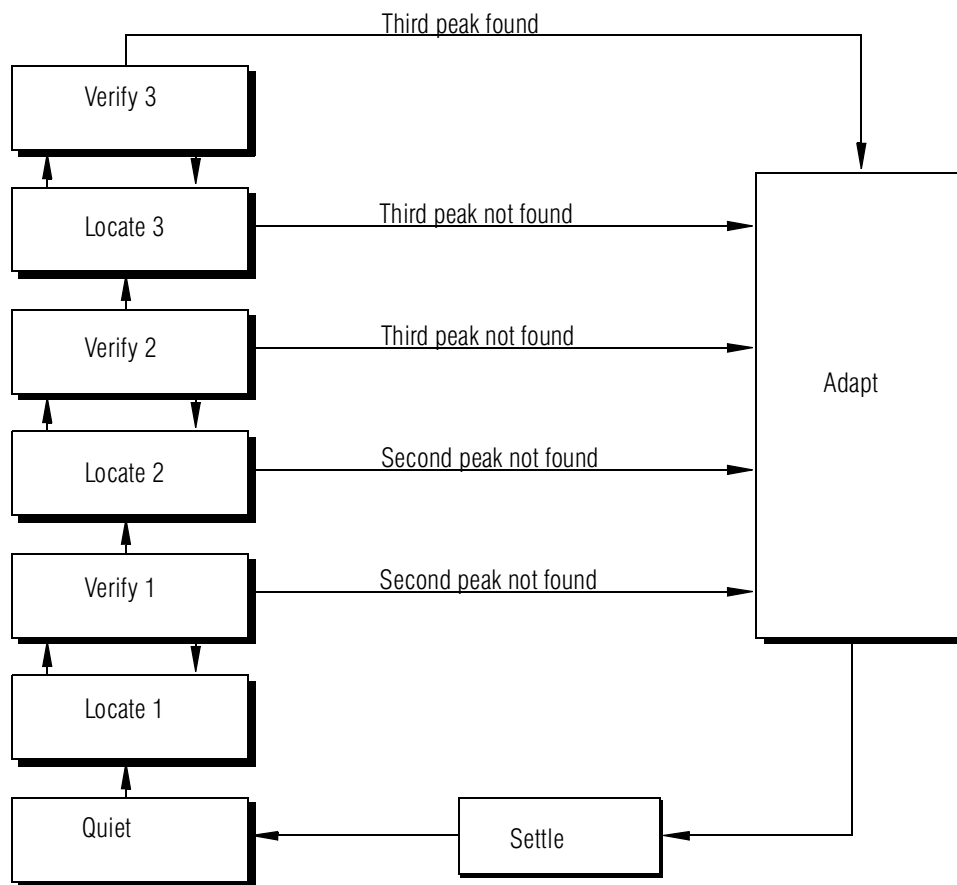 Third peak found
Verify 3
Third peak not found
Locate 3
Third peak not found
Verify 2
Adapt
Second peak not found
Locate 2
Second peak not found
Verify 1
Locate 1
Quiet
Settle